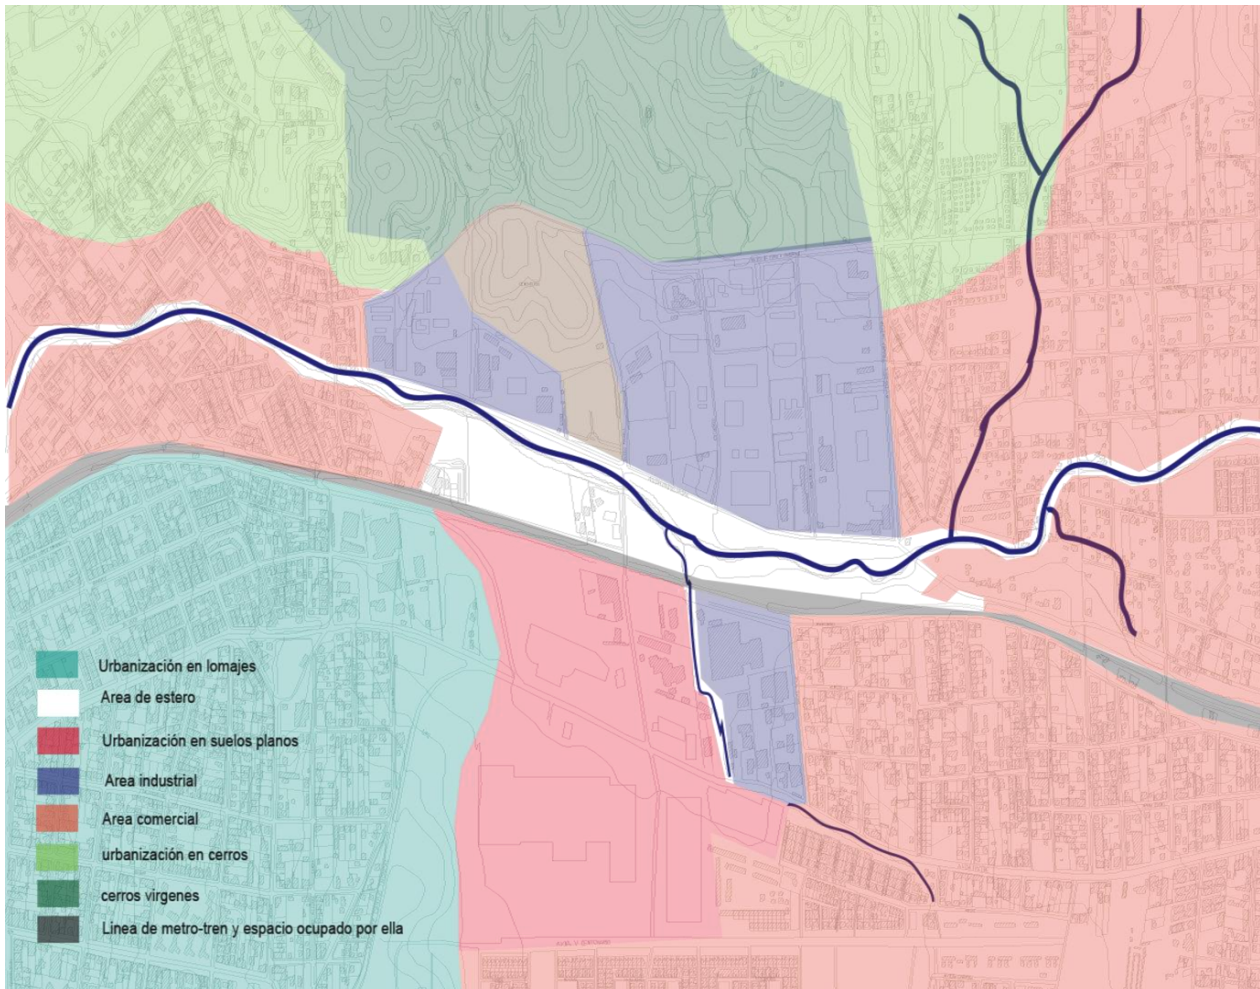 Urbanización en lomajes
Area de estero
Urbanización en suelos planos
Area industrial
Area comercial
urbanización en cerros
cerros virgenes
Linea de metro-tren y espacio ocupado por ella